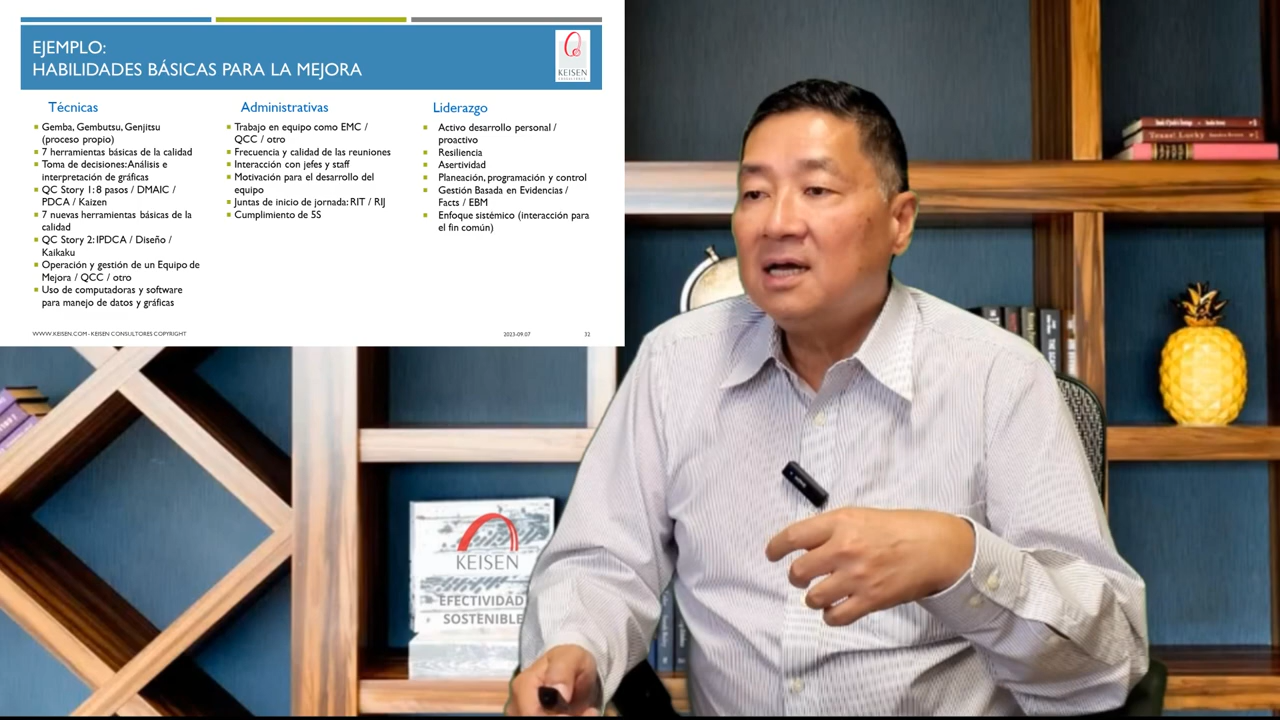 EJEMPLO:
HABILIDADES BÁSICAS PARA LA MEJORA
KEISEN
Técnicas
Gemba, Gembutsu, Genjitsu
(proceso propio)
7 herramientas básicas de la calidad
Toma de decisiones: Análisis e
interpretación de gráficas
QC Story 1: 8 pasos / DMAIC /
PDCA / Kaizen
7 nuevas herramientas básicas de la
calidad
QC Story 2: IPDCA / Diseño /
Kaikaku
Operación y gestión de un Equipo de
Mejora / QCC / otro
Uso de computadoras y software
para manejo de datos y gráficas
Administrativas
Trabajo en equipo como EMC /
QCC / otro
Frecuencia y calidad de las reuniones
Interacción con jefes y staff
Motivación para el desarrollo del
equipo
Juntas de inicio de jornada: RIT / RIJ
Cumplimiento de 5S
Liderazgo
Activo desarrollo personal /
proactivo
Resiliencia
Asertividad
Planeación, programación y control
Gestión Basada en Evidencias /
Facts / EBM
Enfoque sistémico (interacción para
el fin común)
WWW.KEISEN.COM - KEISEN CONSULTORES COPYRIGHT
2023-09-07
32
KEISEN
EFECTIVIDAD
SOSTENIBLE